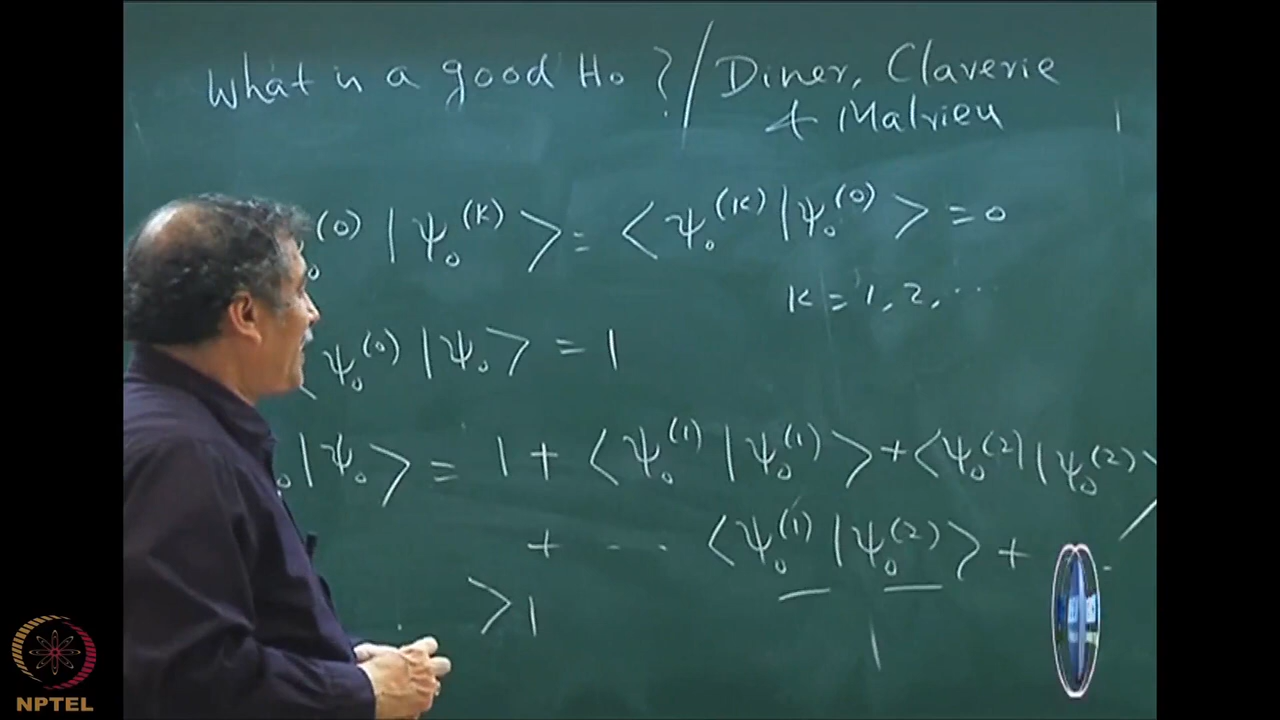 What is a good H₀ ? / Diner, Claverie
& Malrieu
₀⁽⁰⁾ | ψ₀⁽ᴷ⁾ > = < ψ₀⁽ᴷ⁾ | ψ₀⁽⁰⁾ > = 0
K = 1, 2, ...
< ψ₀⁽⁰⁾ | ψ₀ > = 1
₀ | ψ₀ > = 1 + < ψ₀⁽¹⁾ | ψ₀⁽¹⁾ > + < ψ₀⁽²⁾ | ψ₀⁽²⁾ >
+ ... < ψ₀⁽¹⁾ | ψ₀⁽²⁾ > + ..
> 1
NPTEL